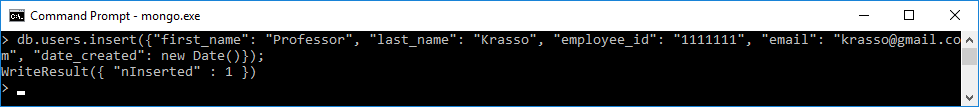 Command Prompt - mongo.exe
> db.users.insert({"first_name": "Professor", "last_name": "Krasso", "employee_id": "1111111", "email": "krasso@gmail.co
m", "date_created": new Date()});
WriteResult({ "nInserted" : 1 })
>